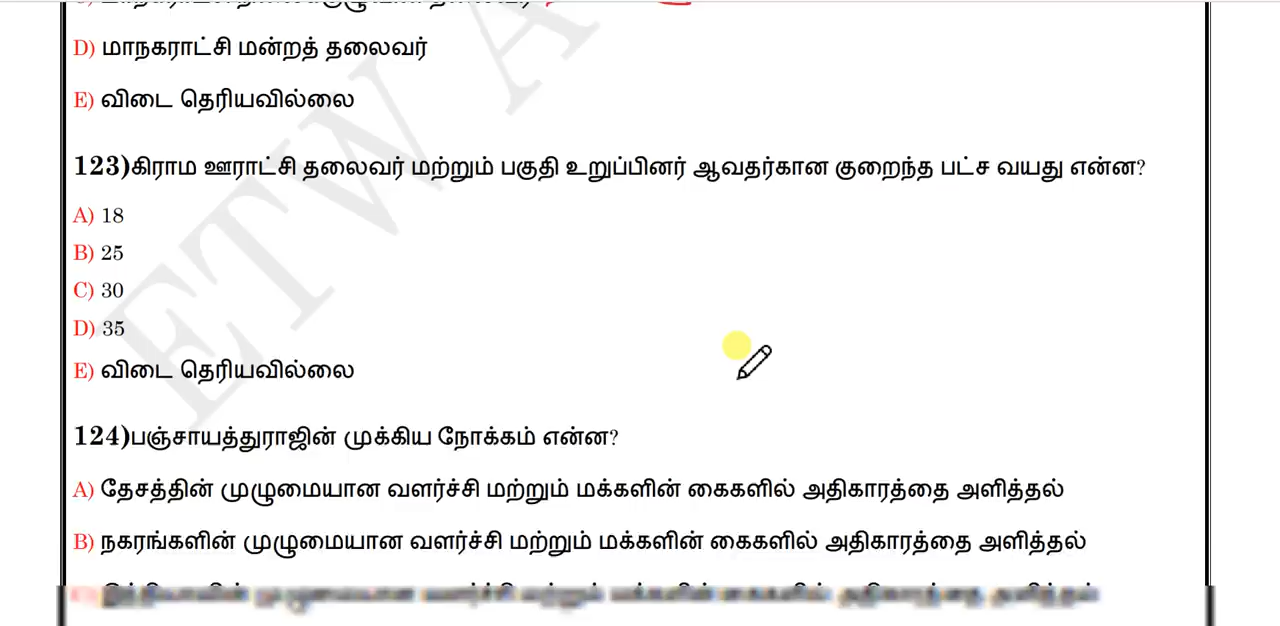 D) மாநகராட்சி மன்றத் தலைவர்
E) விடை தெரியவில்லை
123)கிராம ஊராட்சி தலைவர் மற்றும் பகுதி உறுப்பினர் ஆவதர்கான குறைந்த பட்ச வயது என்ன?
A) 18
B) 25
C) 30
D) 35
E) விடை தெரியவில்லை
124)பஞ்சாயத்துராஜின் முக்கிய நோக்கம் என்ன?
A) தேசத்தின் முழுமையான வளர்ச்சி மற்றும் மக்களின் கைகளில் அதிகாரத்தை அளித்தல்
B) நகரங்களின் முழுமையான வளர்ச்சி மற்றும் மக்களின் கைகளில் அதிகாரத்தை அளித்தல்
ETW A